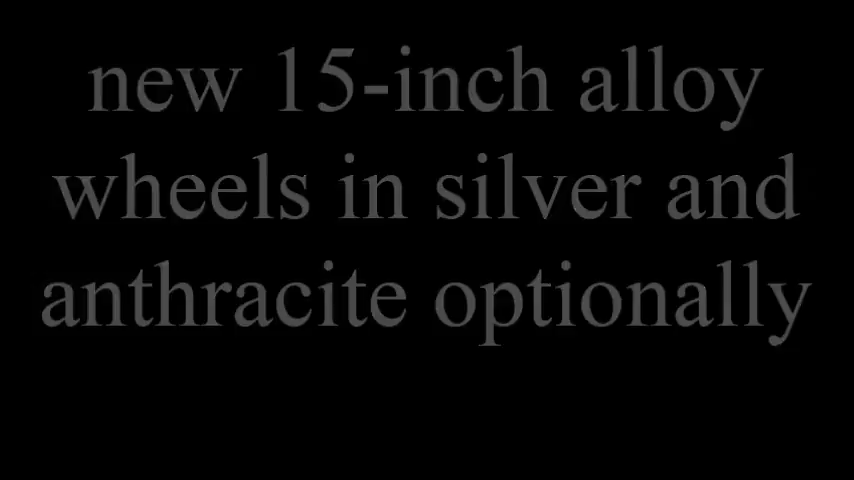 new 15-inch alloy
wheels in silver and
anthracite optionally